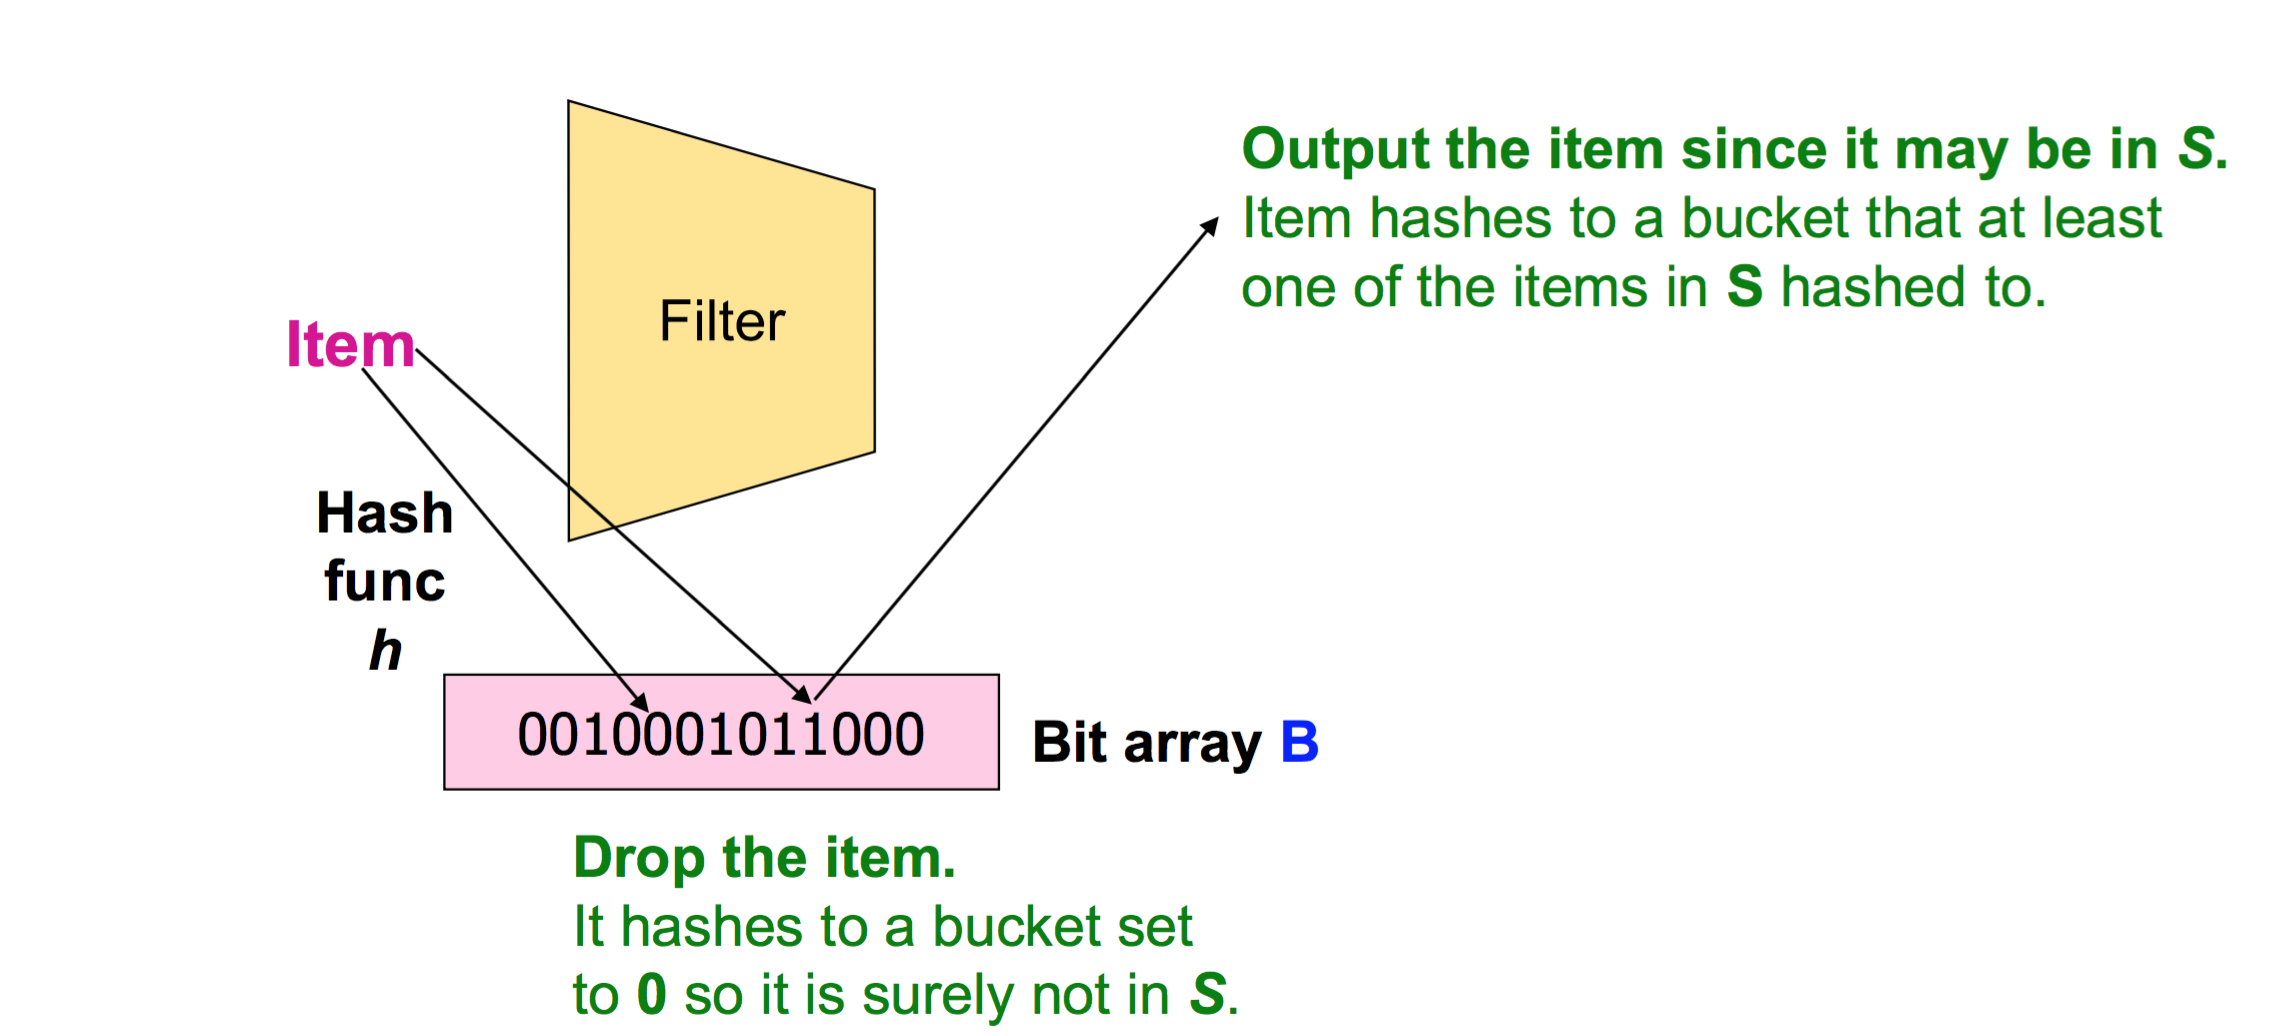 Output the item since it may be in S.
Item hashes to a bucket that at least
one of the items in S hashed to.
Filter
Item
Hash
func
h
0010001011000
Bit array B
Drop the item.
It hashes to a bucket set
to 0 so it is surely not in S.